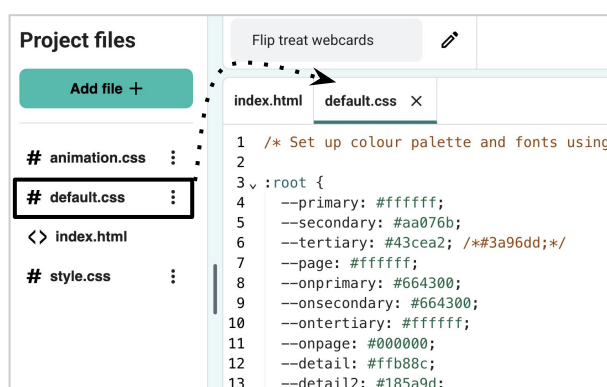 Project files
Add file +
# animation.css
# default.css
<> index.html
# style.css
Flip treat webcards
index.html default.css ×
1 /* Set up colour palette and fonts using
2
3 :root {
4 --primary: #ffffff;
5 --secondary: #aa076b;
6 --tertiary: #43cea2; /*#3a96dd;*/
7 --page: #ffffff;
8 --onprimary: #664300;
9 --onsecondary: #664300;
10 --ontertiary: #ffffff;
11 --onpage: #000000;
12 --detail: #ffb88c;
13 --detail2: #185a9d;